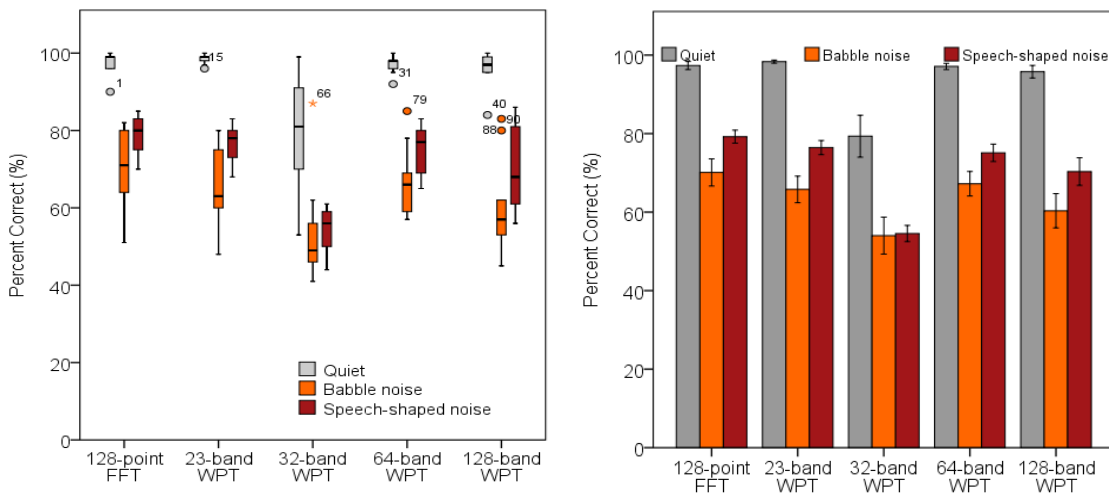 Percent Correct (%)
100
80
60
40
20
0
1
15
66
31
79
40
90
88
Quiet
Babble noise
Speech-shaped noise
128-point FFT
23-band WPT
32-band WPT
64-band WPT
128-band WPT
Percent Correct (%)
100
80
60
40
20
0
Quiet
Babble noise
Speech-shaped noise
128-point FFT
23-band WPT
32-band WPT
64-band WPT
128-band WPT